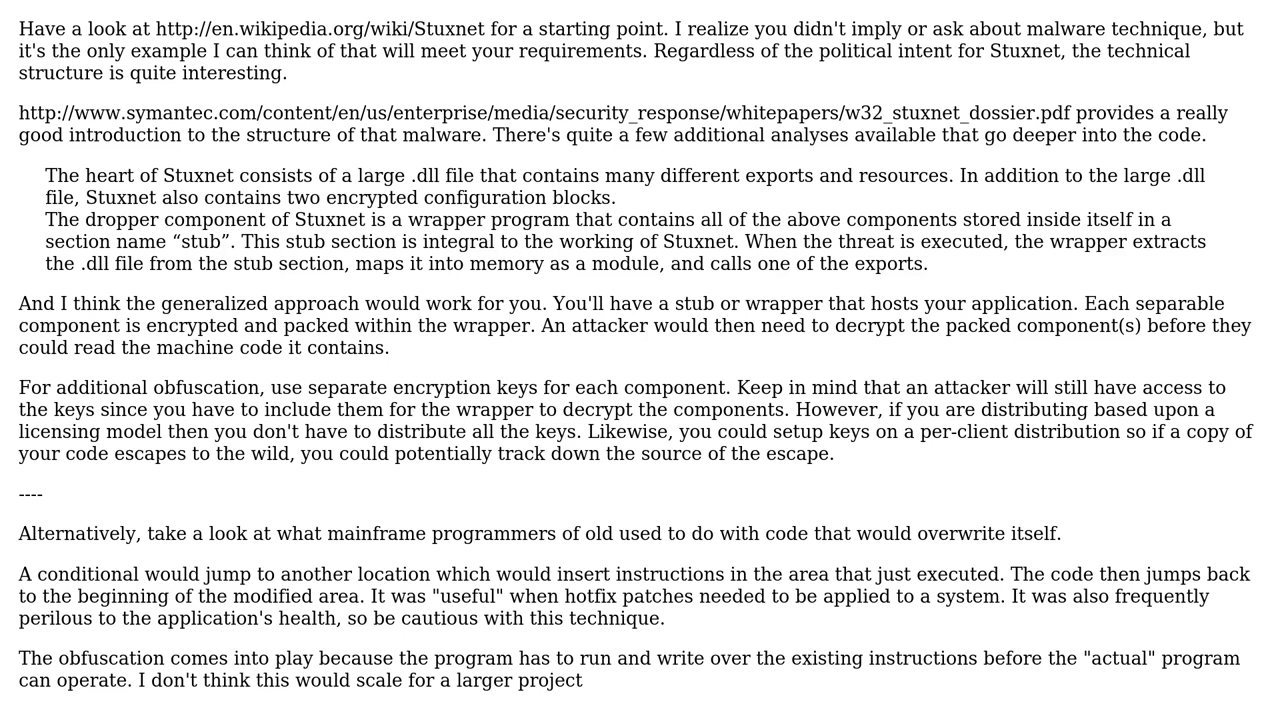 Have a look at http://en.wikipedia.org/wiki/Stuxnet for a starting point. I realize you didn't imply or ask about malware technique, but
it's the only example I can think of that will meet your requirements. Regardless of the political intent for Stuxnet, the technical
structure is quite interesting.
http://www.symantec.com/content/en/us/enterprise/media/security_response/whitepapers/w32_stuxnet_dossier.pdf provides a really
good introduction to the structure of that malware. There's quite a few additional analyses available that go deeper into the code.
The heart of Stuxnet consists of a large .dll file that contains many different exports and resources. In addition to the large .dll
file, Stuxnet also contains two encrypted configuration blocks.
The dropper component of Stuxnet is a wrapper program that contains all of the above components stored inside itself in a
section name “stub”. This stub section is integral to the working of Stuxnet. When the threat is executed, the wrapper extracts
the .dll file from the stub section, maps it into memory as a module, and calls one of the exports.
And I think the generalized approach would work for you. You'll have a stub or wrapper that hosts your application. Each separable
component is encrypted and packed within the wrapper. An attacker would then need to decrypt the packed component(s) before they
could read the machine code it contains.
For additional obfuscation, use separate encryption keys for each component. Keep in mind that an attacker will still have access to
the keys since you have to include them for the wrapper to decrypt the components. However, if you are distributing based upon a
licensing model then you don't have to distribute all the keys. Likewise, you could setup keys on a per-client distribution so if a copy of
your code escapes to the wild, you could potentially track down the source of the escape.
----
Alternatively, take a look at what mainframe programmers of old used to do with code that would overwrite itself.
A conditional would jump to another location which would insert instructions in the area that just executed. The code then jumps back
to the beginning of the modified area. It was "useful" when hotfix patches needed to be applied to a system. It was also frequently
perilous to the application's health, so be cautious with this technique.
The obfuscation comes into play because the program has to run and write over the existing instructions before the "actual" program
can operate. I don't think this would scale for a larger project